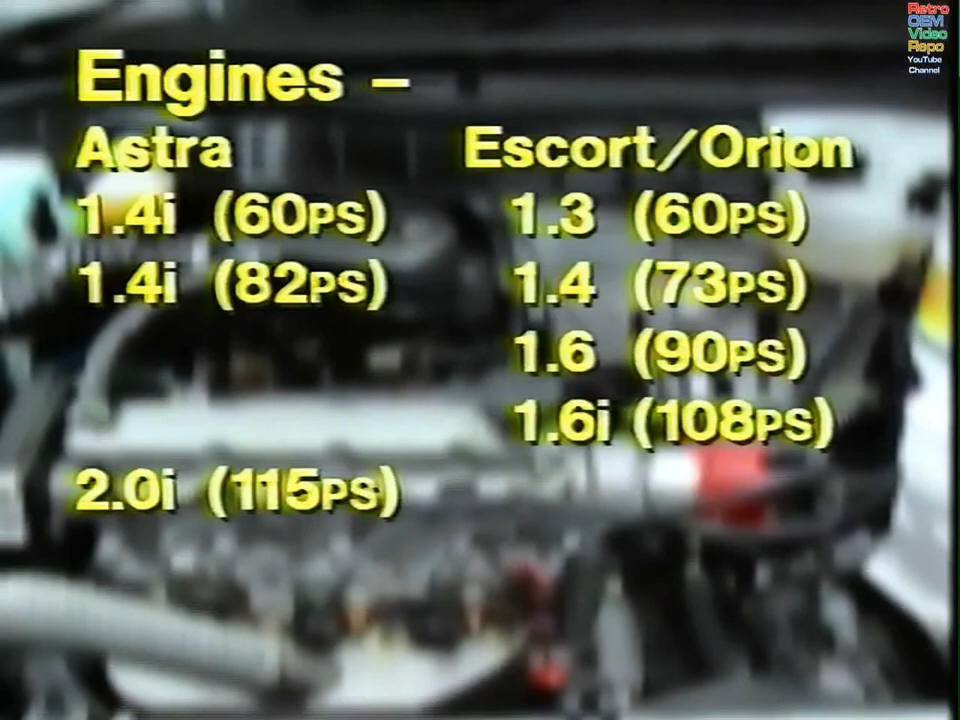 Retro
OEM
Video
Repo
YouTube
Channel
Engines –
Astra Escort/Orion
1.4i (60PS) 1.3 (60PS)
1.4i (82PS) 1.4 (73PS)
1.6 (90PS)
1.6i (108PS)
2.0i (115PS)